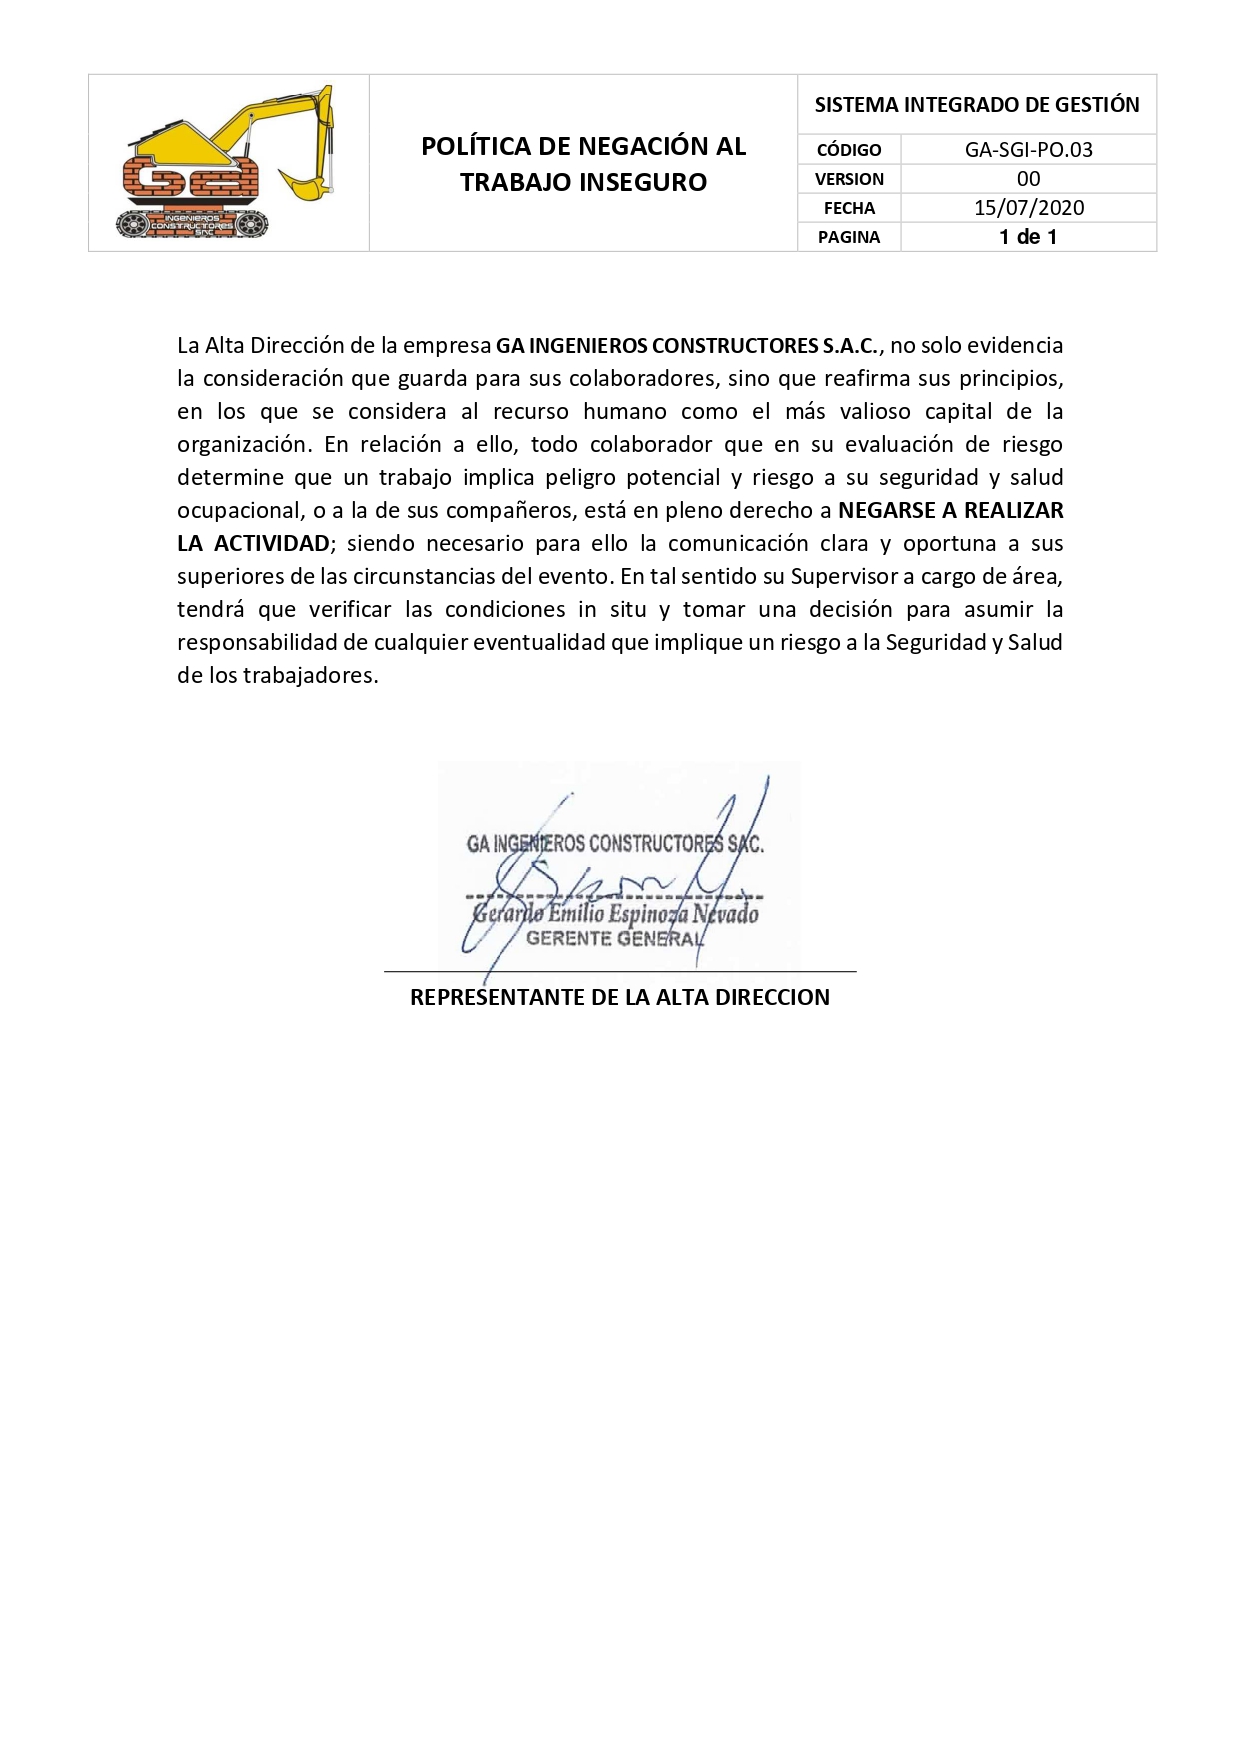 Ga
INGENIEROS
CONSTRUCTORES
SAC
POLÍTICA DE NEGACIÓN AL
TRABAJO INSEGURO
SISTEMA INTEGRADO DE GESTIÓN
CÓDIGO GA-SGI-PO.03
VERSION 00
FECHA 15/07/2020
PAGINA 1 de 1
La Alta Dirección de la empresa GA INGENIEROS CONSTRUCTORES S.A.C., no solo evidencia
la consideración que guarda para sus colaboradores, sino que reafirma sus principios,
en los que se considera al recurso humano como el más valioso capital de la
organización. En relación a ello, todo colaborador que en su evaluación de riesgo
determine que un trabajo implica peligro potencial y riesgo a su seguridad y salud
ocupacional, o a la de sus compañeros, está en pleno derecho a NEGARSE A REALIZAR
LA ACTIVIDAD; siendo necesario para ello la comunicación clara y oportuna a sus
superiores de las circunstancias del evento. En tal sentido su Supervisor a cargo de área,
tendrá que verificar las condiciones in situ y tomar una decisión para asumir la
responsabilidad de cualquier eventualidad que implique un riesgo a la Seguridad y Salud
de los trabajadores.
GA INGENIEROS CONSTRUCTORES SAC.
Gerardo Emilio Espinoza Nevado
GERENTE GENERAL
REPRESENTANTE DE LA ALTA DIRECCION